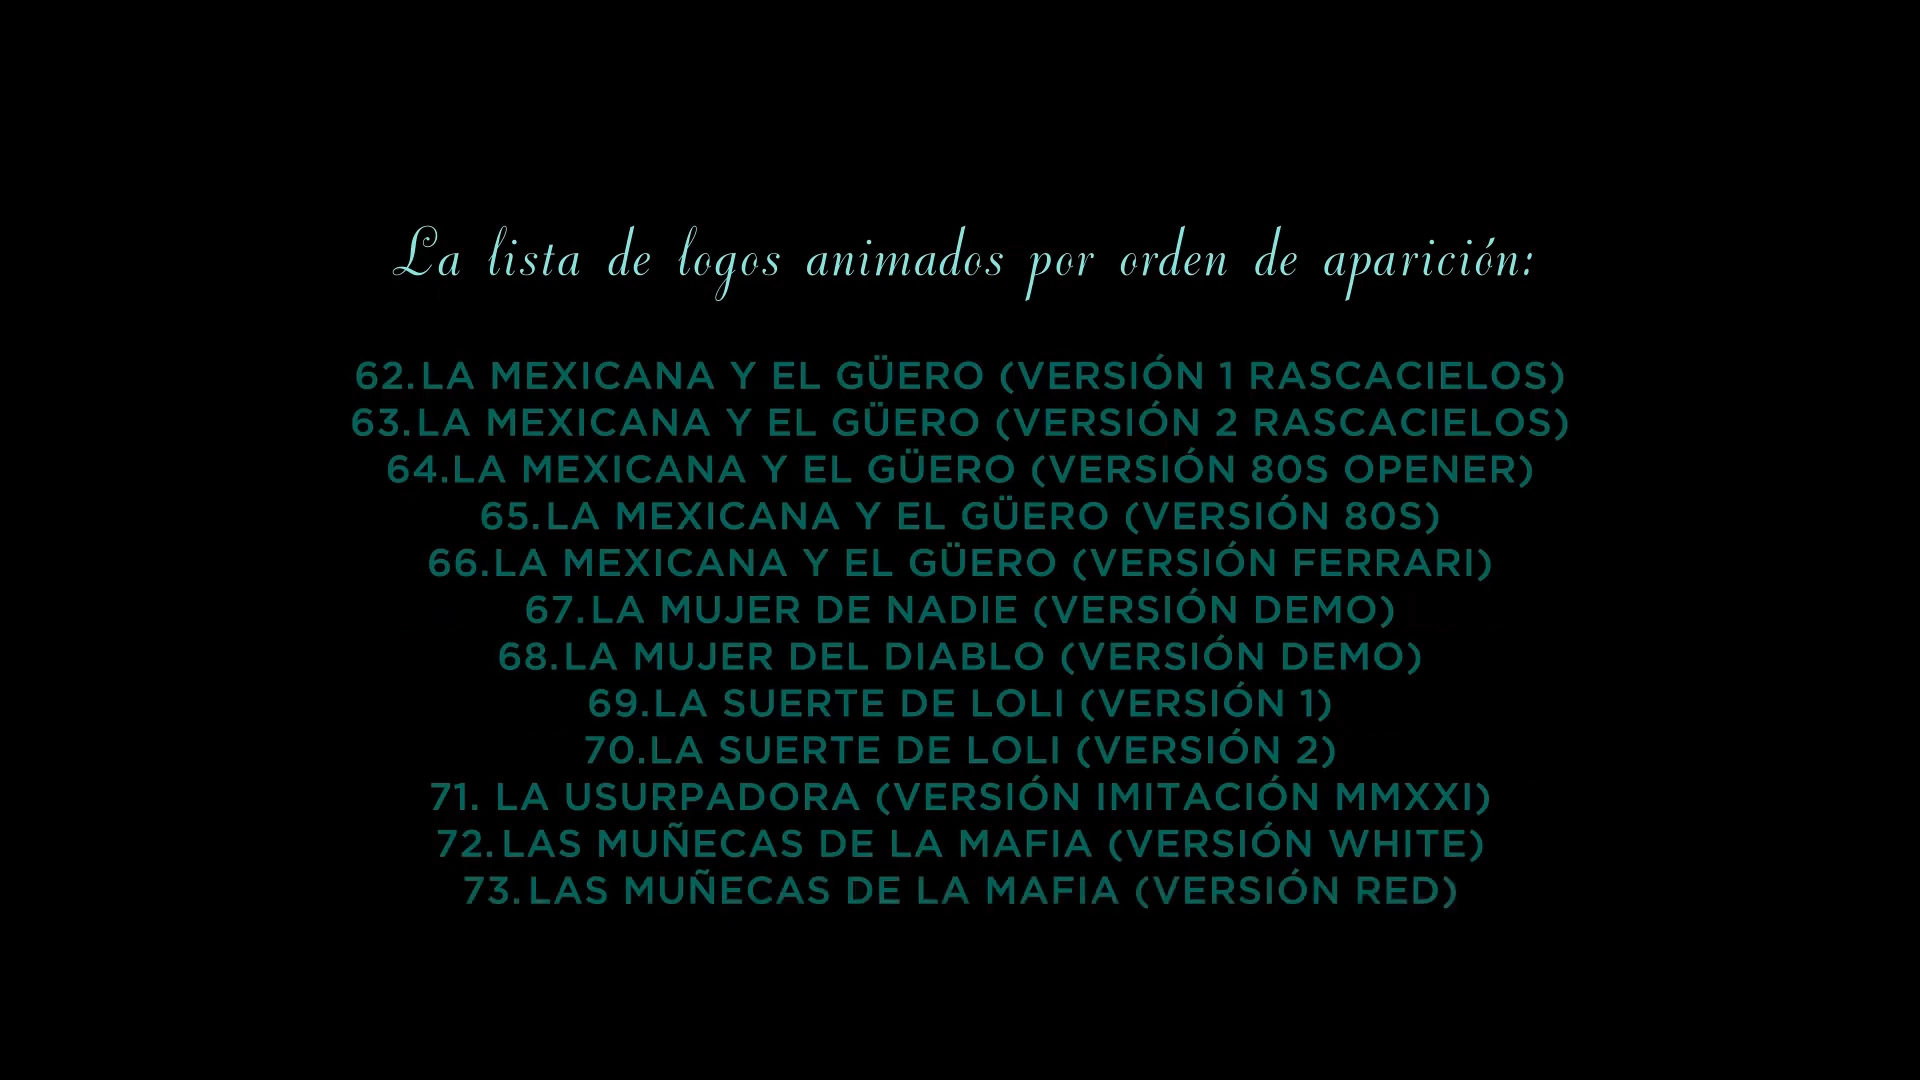 La lista de logos animados por orden de aparición:
62.LA MEXICANA Y EL GÜERO (VERSIÓN 1 RASCACIELOS)
63.LA MEXICANA Y EL GÜERO (VERSIÓN 2 RASCACIELOS)
64.LA MEXICANA Y EL GÜERO (VERSIÓN 80S OPENER)
65.LA MEXICANA Y EL GÜERO (VERSIÓN 80S)
66.LA MEXICANA Y EL GÜERO (VERSIÓN FERRARI)
67.LA MUJER DE NADIE (VERSIÓN DEMO)
68.LA MUJER DEL DIABLO (VERSIÓN DEMO)
69.LA SUERTE DE LOLI (VERSIÓN 1)
70.LA SUERTE DE LOLI (VERSIÓN 2)
71. LA USURPADORA (VERSIÓN IMITACIÓN MMXXI)
72.LAS MUÑECAS DE LA MAFIA (VERSIÓN WHITE)
73.LAS MUÑECAS DE LA MAFIA (VERSIÓN RED)